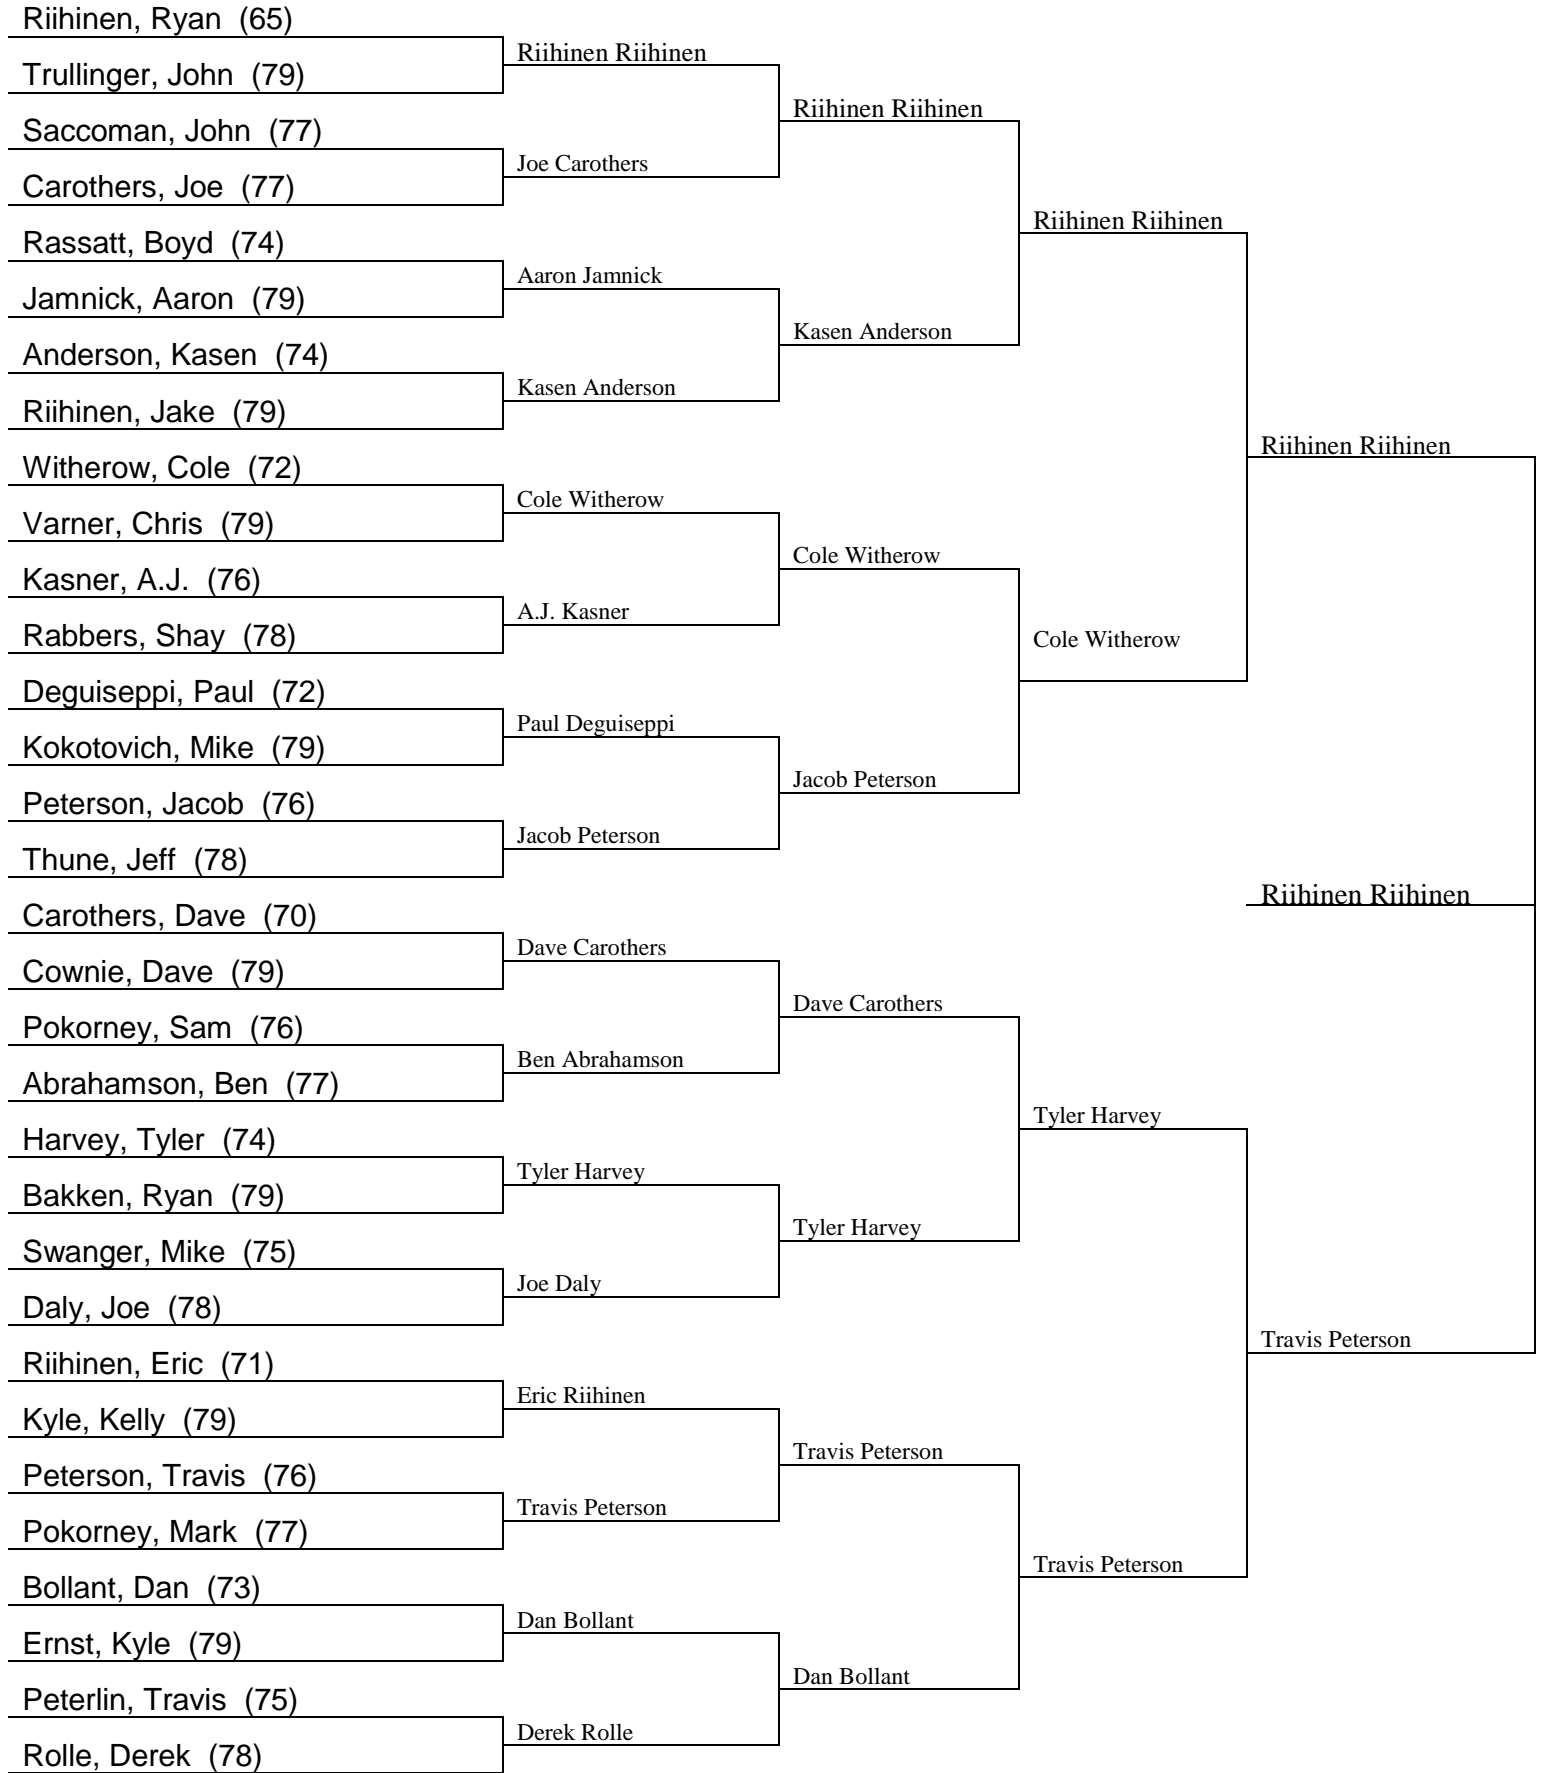 Riihinen, Ryan (65)
Riihinen Riihinen
Trullinger, John (79)
Riihinen Riihinen
Saccoman, John (77)
Joe Carothers
Carothers, Joe (77)
Riihinen Riihinen
Rassatt, Boyd (74)
Aaron Jamnick
Jamnick, Aaron (79)
Kasen Anderson
Anderson, Kasen (74)
Kasen Anderson
Riihinen, Jake (79)
Riihinen Riihinen
Witherow, Cole (72)
Cole Witherow
Varner, Chris (79)
Cole Witherow
Kasner, A.J. (76)
A.J. Kasner
Rabbers, Shay (78)
Cole Witherow
Deguiseppi, Paul (72)
Paul Deguiseppi
Kokotovich, Mike (79)
Jacob Peterson
Peterson, Jacob (76)
Jacob Peterson
Thune, Jeff (78)
Riihinen Riihinen
Carothers, Dave (70)
Dave Carothers
Cownie, Dave (79)
Dave Carothers
Pokorney, Sam (76)
Ben Abrahamson
Abrahamson, Ben (77)
Tyler Harvey
Harvey, Tyler (74)
Tyler Harvey
Bakken, Ryan (79)
Tyler Harvey
Swanger, Mike (75)
Joe Daly
Daly, Joe (78)
Travis Peterson
Riihinen, Eric (71)
Eric Riihinen
Kyle, Kelly (79)
Travis Peterson
Peterson, Travis (76)
Travis Peterson
Pokorney, Mark (77)
Travis Peterson
Bollant, Dan (73)
Dan Bollant
Ernst, Kyle (79)
Dan Bollant
Peterlin, Travis (75)
Derek Rolle
Rolle, Derek (78)